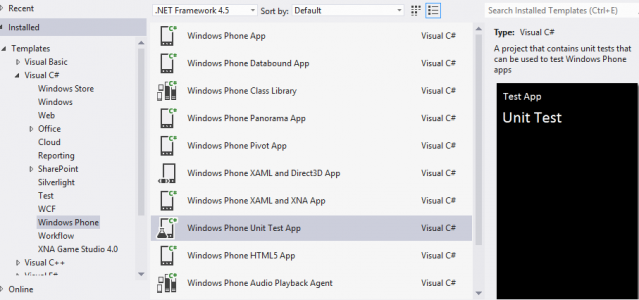 Recent
Installed
Templates
Visual Basic
Visual C#
Windows Store
Windows
Web
Office
Cloud
Reporting
SharePoint
Silverlight
Test
WCF
Windows Phone
Workflow
XNA Game Studio 4.0
Visual C++
Visual F#
Online
.NET Framework 4.5 Sort by: Default
Windows Phone App Visual C#
Windows Phone Databound App Visual C#
Windows Phone Class Library Visual C#
Windows Phone Panorama App Visual C#
Windows Phone Pivot App Visual C#
Windows Phone XAML and Direct3D App Visual C#
Windows Phone XAML and XNA App Visual C#
Windows Phone Unit Test App Visual C#
Windows Phone HTML5 App Visual C#
Windows Phone Audio Playback Agent Visual C#
Search Installed Templates (Ctrl+E)
Type: Visual C#
A project that contains unit tests that
can be used to test Windows Phone
apps
Test App
Unit Test